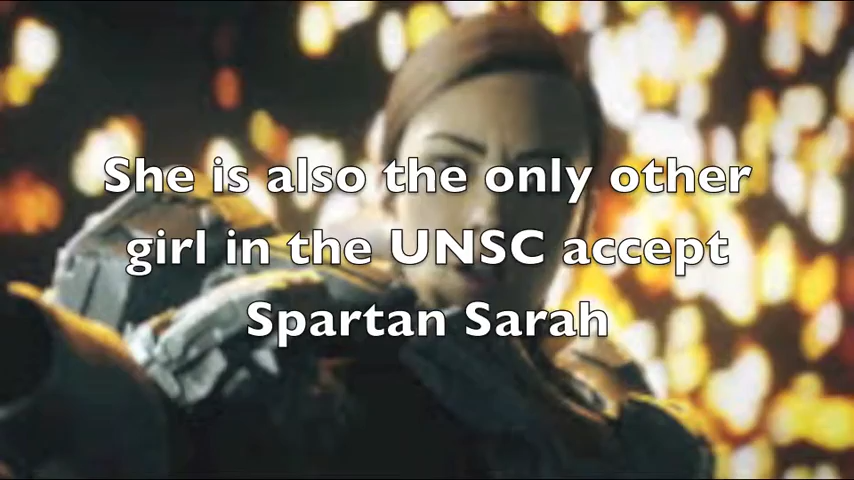 She is also the only other
girl in the UNSC accept
Spartan Sarah